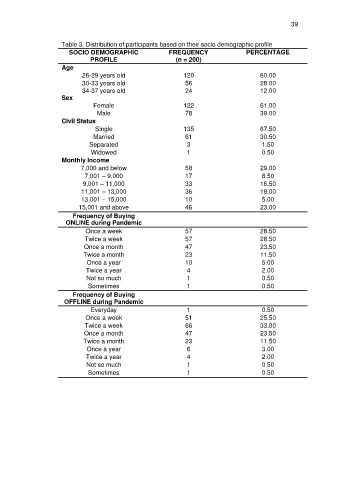 39
Table 3. Distribution of participants based on their socio demographic profile
SOCIO DEMOGRAPHIC PROFILE FREQUENCY (n = 200) PERCENTAGE
Age
26-29 years old 120 60.00
30-33 years old 56 28.00
34-37 years old 24 12.00
Sex
Female 122 61.00
Male 78 39.00
Civil Status
Single 135 67.50
Married 61 30.50
Separated 3 1.50
Widowed 1 0.50
Monthly Income
7,000 and below 58 29.00
7,001 – 9,000 17 8.50
9,001 – 11,000 33 16.50
11,001 – 13,000 36 18.00
13,001 – 15,000 10 5.00
15,001 and above 46 23.00
Frequency of Buying
ONLINE during Pandemic
Once a week 57 28.50
Twice a week 57 28.50
Once a month 47 23.50
Twice a month 23 11.50
Once a year 10 5.00
Twice a year 4 2.00
Not so much 1 0.50
Sometimes 1 0.50
Frequency of Buying
OFFLINE during Pandemic
Everyday 1 0.50
Once a week 51 25.50
Twice a week 66 33.00
Once a month 47 23.50
Twice a month 23 11.50
Once a year 6 3.00
Twice a year 4 2.00
Not so much 1 0.50
Sometimes 1 0.50